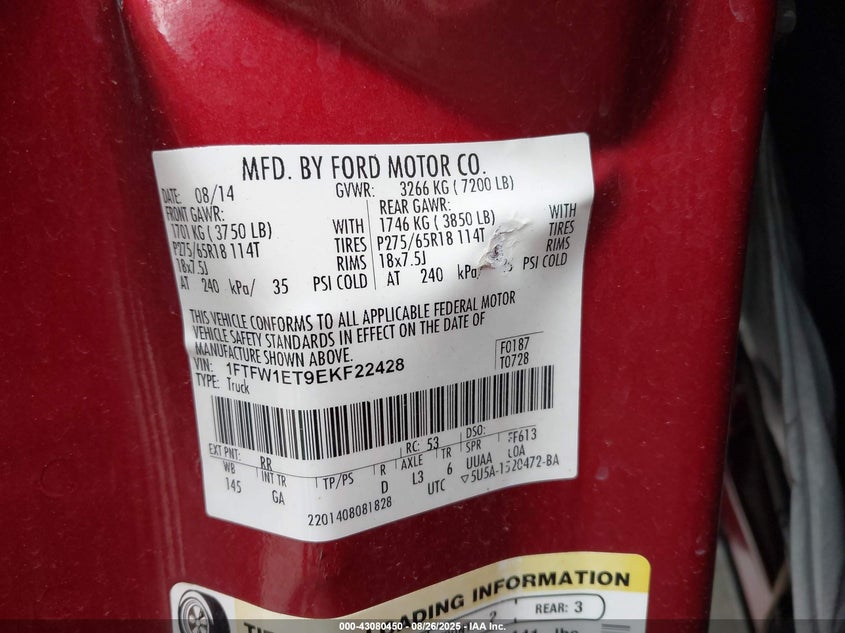 MFD. BY FORD MOTOR CO.
DATE: 08/14 GVWR: 3266 KG ( 7200 LB)
FRONT GAWR: REAR GAWR:
1701 KG ( 3750 LB) WITH 1746 KG ( 3850 LB) WITH
P275/65R18 114T TIRES P275/65R18 114T TIRES
18x7.5J RIMS 18x7.5J RIMS
AT 240 kPa/ 35 PSI COLD AT 240 kPa/ PSI COLD
THIS VEHICLE CONFORMS TO ALL APPLICABLE FEDERAL MOTOR
VEHICLE SAFETY STANDARDS IN EFFECT ON THE DATE OF
MANUFACTURE SHOWN ABOVE.
VIN: 1FTFW1ET9EKF22428 F0187
TYPE: Truck T0728
EXT PNT: RR RC: 53 DSO: FF613
WB INT TR TP/PS R AXLE TR SPR
145 GA D L3 6 UUAA
UTC ▽5U5A-1520472-BA
2201408081828
LOADING INFORMATION
2 REAR: 3
000-43080450 - 08/26/2025 - IAA Inc.